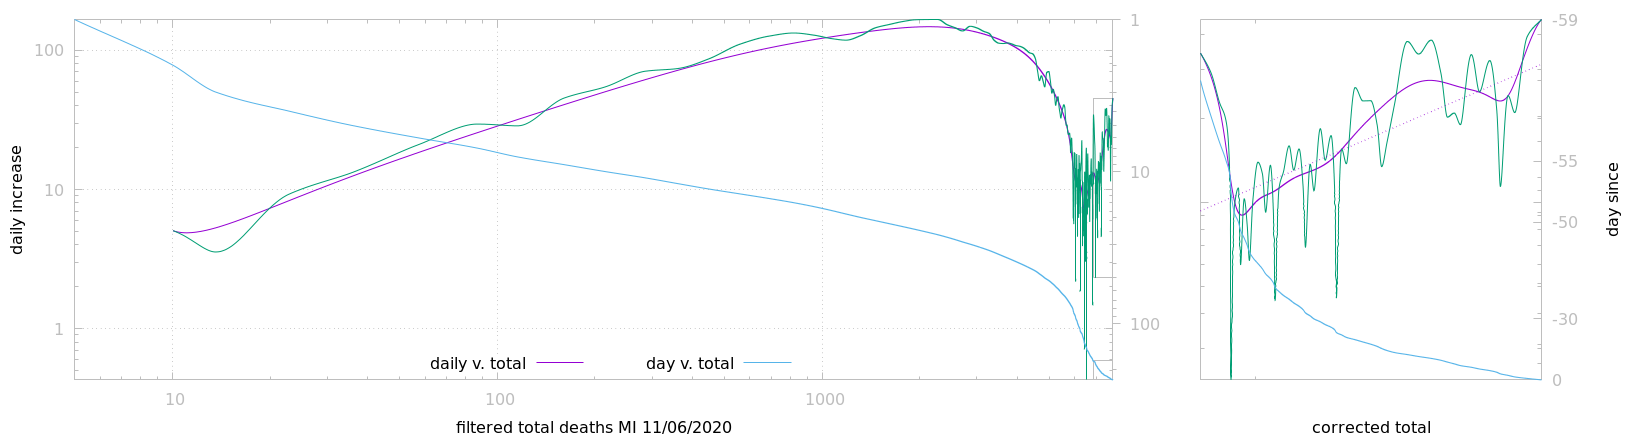 daily increase
100
10
1
10
100
1000
1
10
100
daily v. total
day v. total
filtered total deaths MI 11/06/2020
-59
-55
-50
-30
0
day since
corrected total